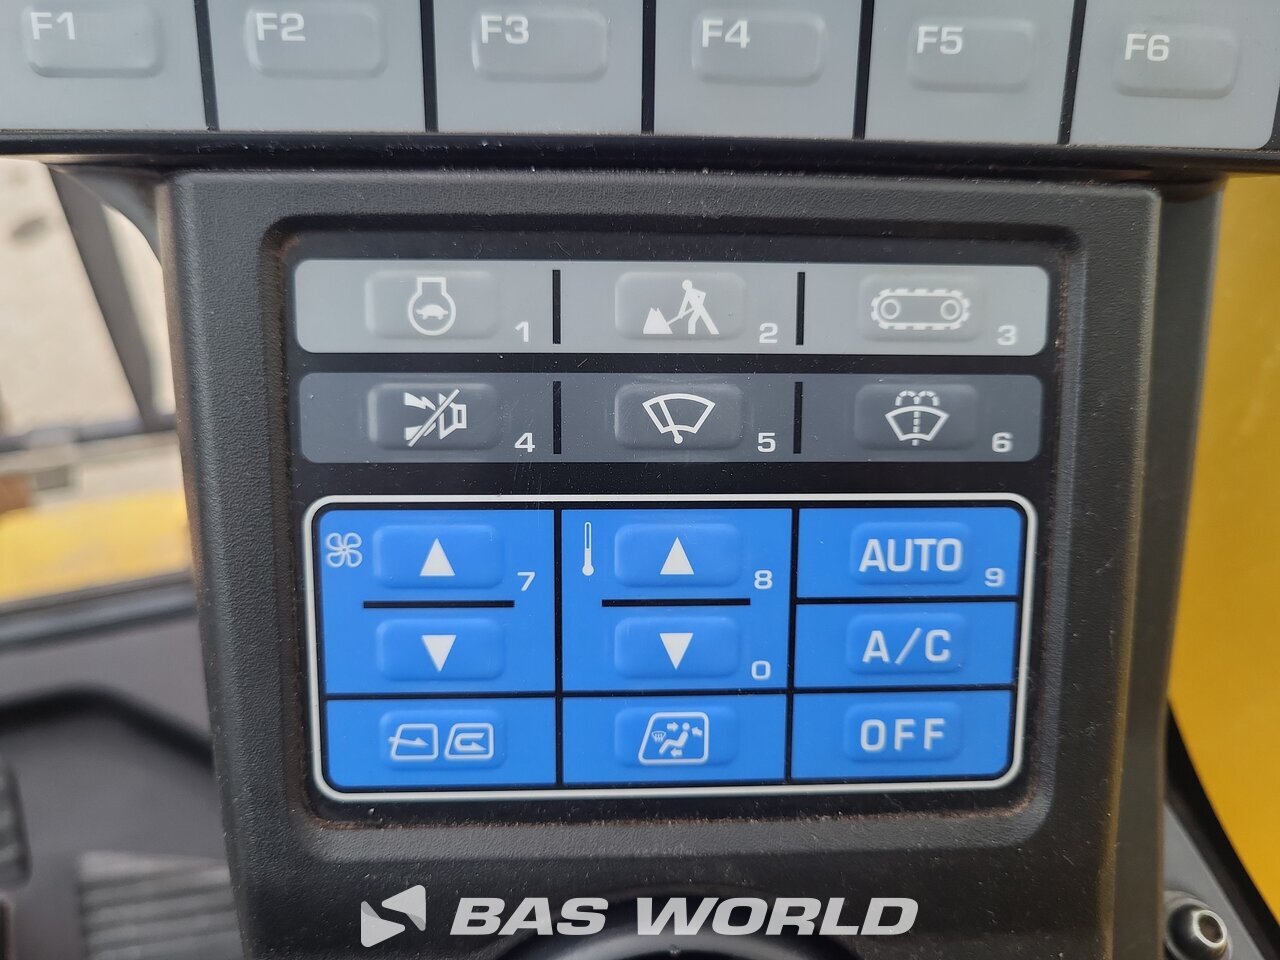 F1 F2 F3 F4 F5 F6
1 2 3
4 5 6
7 8 AUTO 9
0 A/C
OFF
BAS WORLD